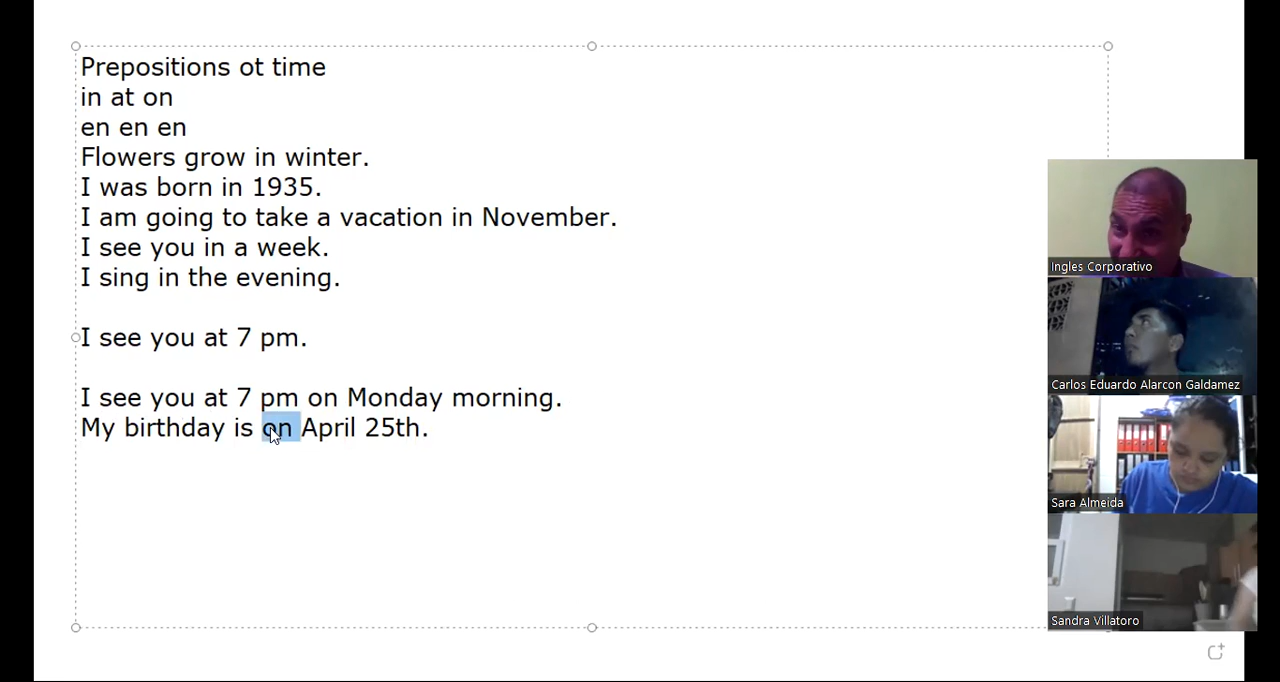 Prepositions ot time
in at on
en en en
Flowers grow in winter.
I was born in 1935.
I am going to take a vacation in November.
I see you in a week.
I sing in the evening.
I see you at 7 pm.
I see you at 7 pm on Monday morning.
My birthday is on April 25th.
Ingles Corporativo
Carlos Eduardo Alarcon Galdamez
Sara Almeida
Sandra Villatoro